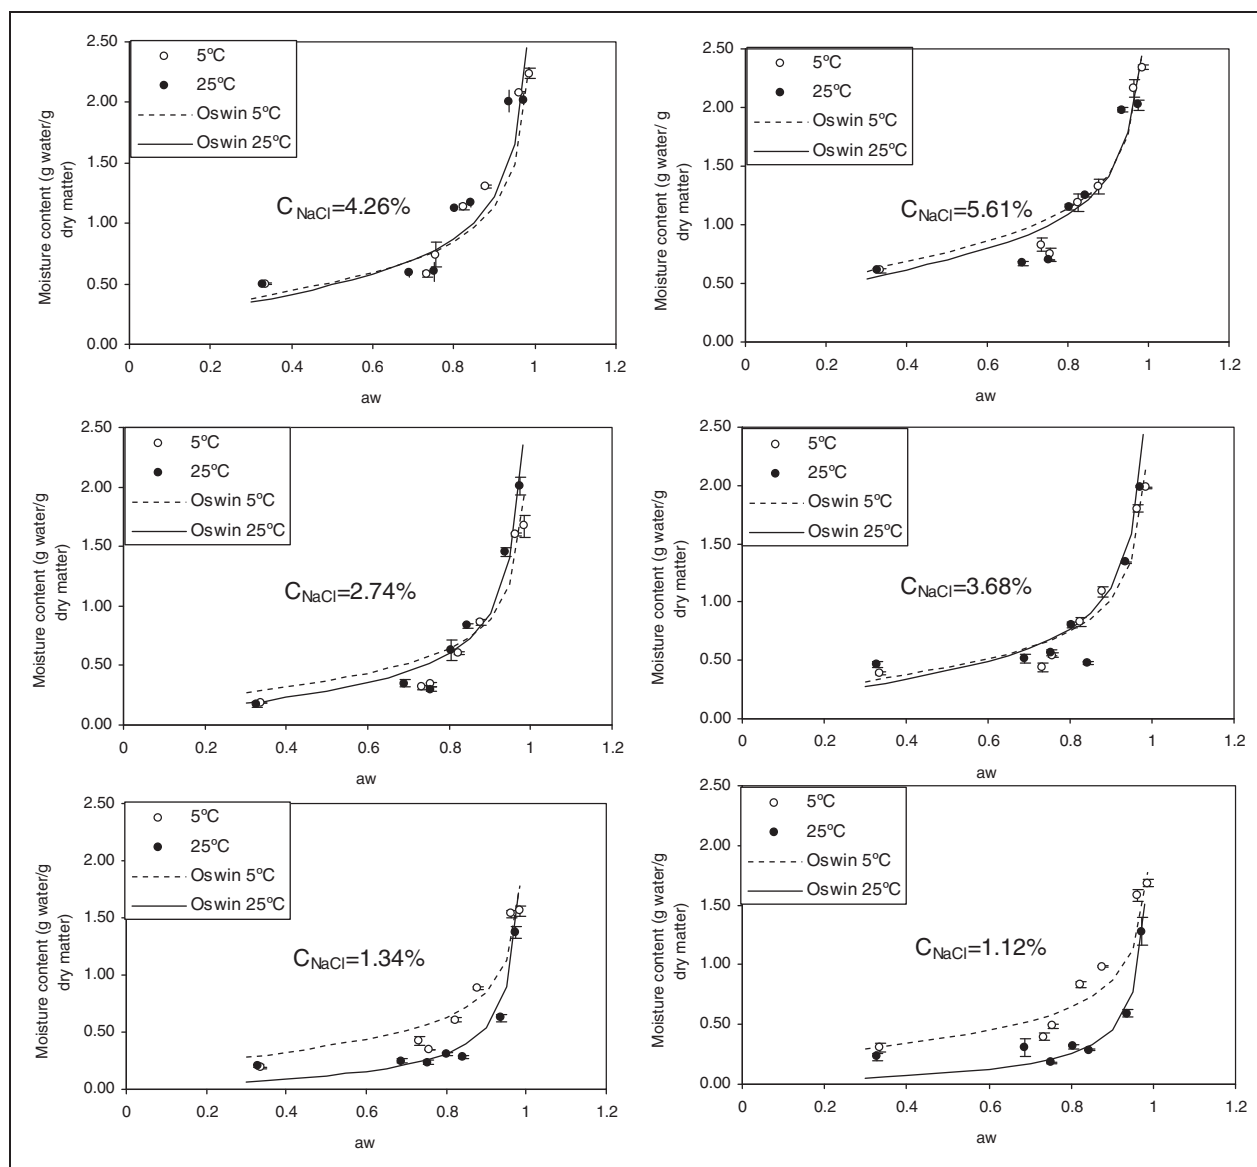 2.50
2.00
1.50
1.00
0.50
0.00
0
0.2
0.4
0.6
0.8
1
1.2
aw
Moisture content (g water/g
dry matter)
5ºC
25ºC
Oswin 5ºC
Oswin 25ºC
CNaCl=4.26%
2.50
2.00
1.50
1.00
0.50
0.00
0
0.2
0.4
0.6
0.8
1
1.2
aw
Moisture content (g water/ g
dry matter)
5ºC
25ºC
Oswin 5ºC
Oswin 25ºC
CNaCl=5.61%
2.50
2.00
1.50
1.00
0.50
0.00
0
0.2
0.4
0.6
0.8
1
1.2
aw
Moisture content (g water/g
dry matter)
5ºC
25ºC
Oswin 5ºC
Oswin 25ºC
CNaCl=2.74%
2.50
2.00
1.50
1.00
0.50
0.00
0
0.2
0.4
0.6
0.8
1
1.2
aw
Moisture content (g water/g
dry matter)
5ºC
25ºC
Oswin 5ºC
Oswin 25ºC
CNaCl=3.68%
2.50
2.00
1.50
1.00
0.50
0.00
0
0.2
0.4
0.6
0.8
1
1.2
aw
Moisture content (g water/g
dry matter)
5ºC
25ºC
Oswin 5ºC
Oswin 25ºC
CNaCl=1.34%
2.50
2.00
1.50
1.00
0.50
0.00
0
0.2
0.4
0.6
0.8
1
1.2
aw
Moisture content (g water/g
dry matter)
5ºC
25ºC
Oswin 5ºC
Oswin 25ºC
CNaCl=1.12%